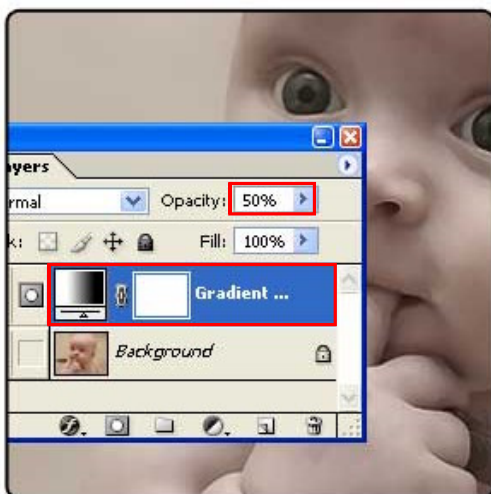 ayers
rmal Opacity: 50%
k: Fill: 100%
Gradient ...
Background